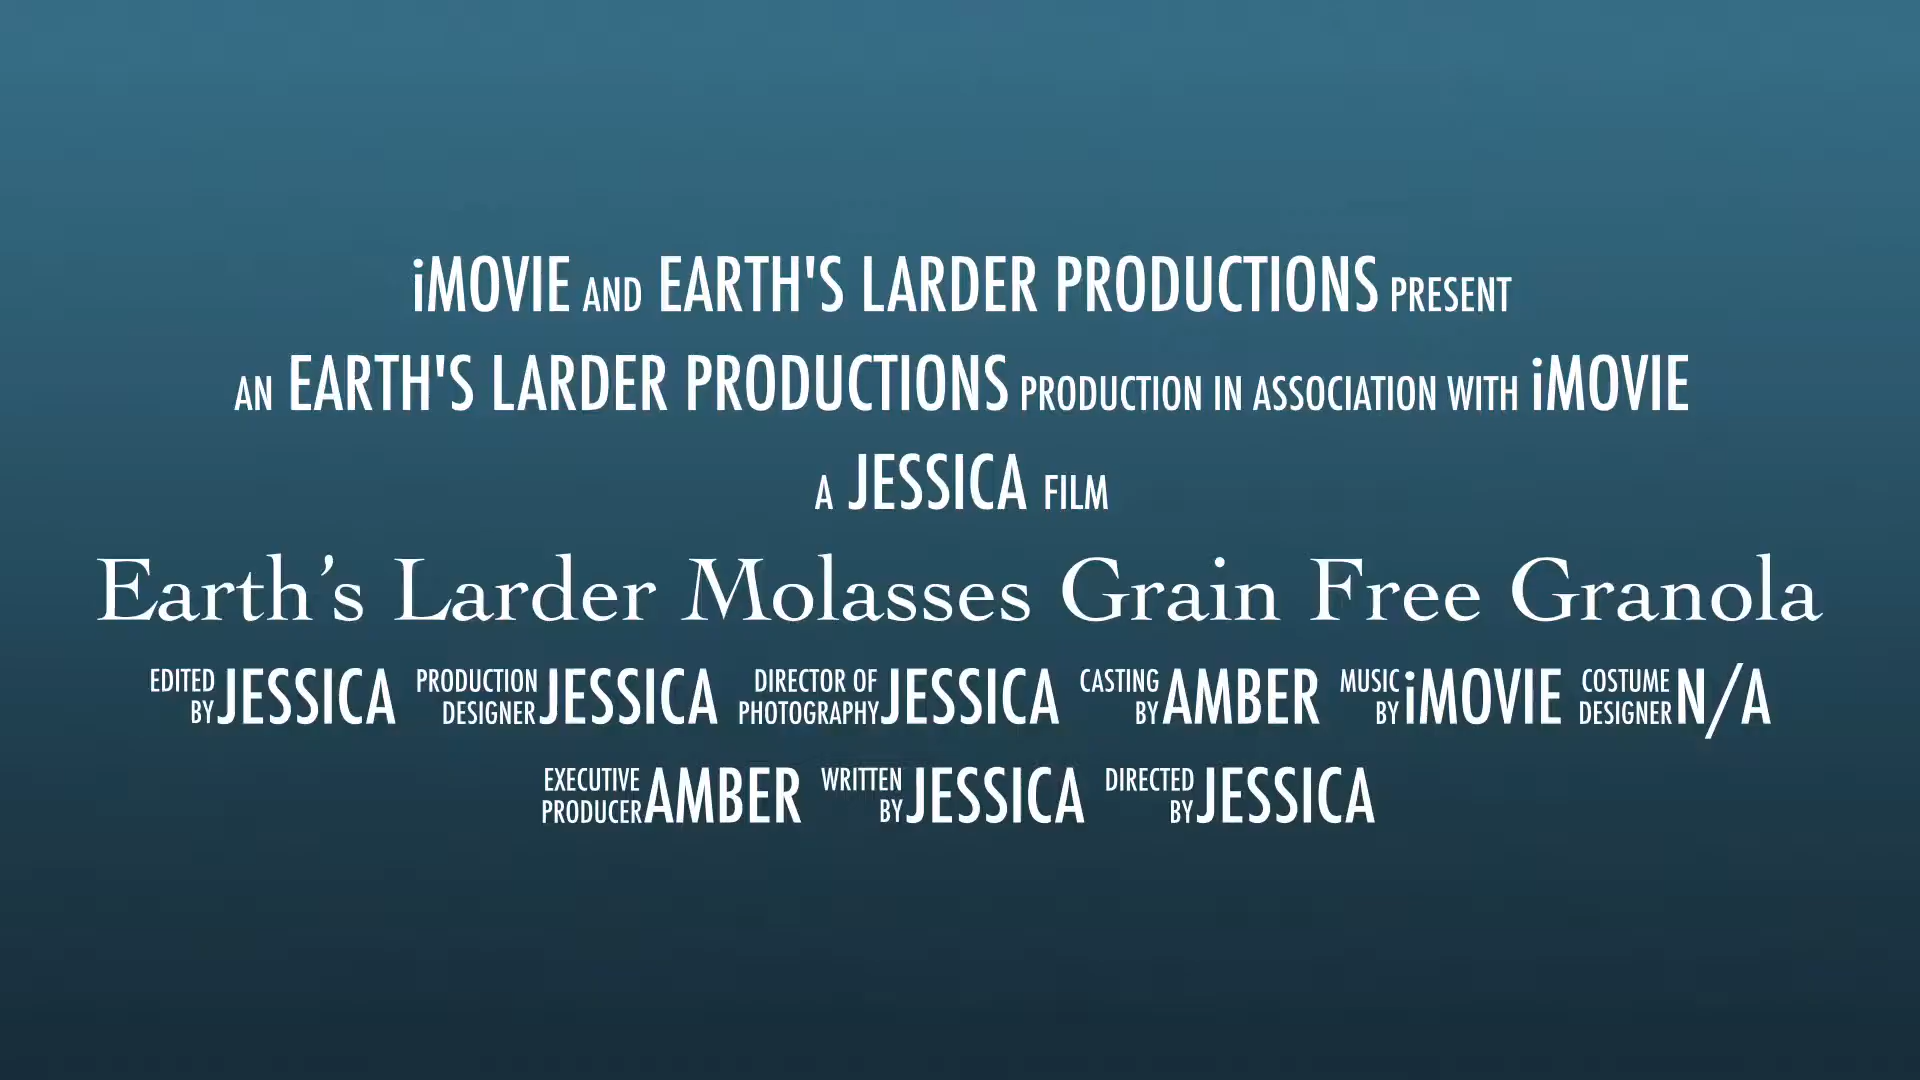 iMOVIE AND EARTH'S LARDER PRODUCTIONS PRESENT
AN EARTH'S LARDER PRODUCTIONS PRODUCTION IN ASSOCIATION WITH iMOVIE
A JESSICA FILM
Earth’s Larder Molasses Grain Free Granola
EDITED BY JESSICA PRODUCTION DESIGNER JESSICA DIRECTOR OF PHOTOGRAPHY JESSICA CASTING BY AMBER MUSIC BY iMOVIE COSTUME DESIGNER N/A
EXECUTIVE PRODUCER AMBER WRITTEN BY JESSICA DIRECTED BY JESSICA